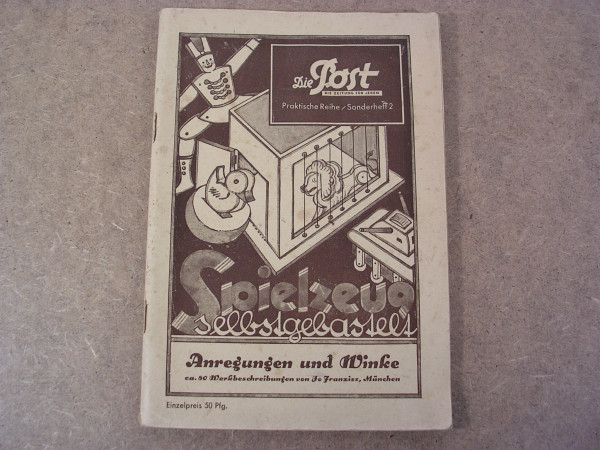 Die Post
DIE ZEITUNG FÜR JEDEN
Praktische Reihe / Sonderheft 2
Spielzeug
selbstgebastelt
Anregungen und Winke
ca. 50 Werkbeschreibungen von Jo Franziss, München
Einzelpreis 50 Pfg.